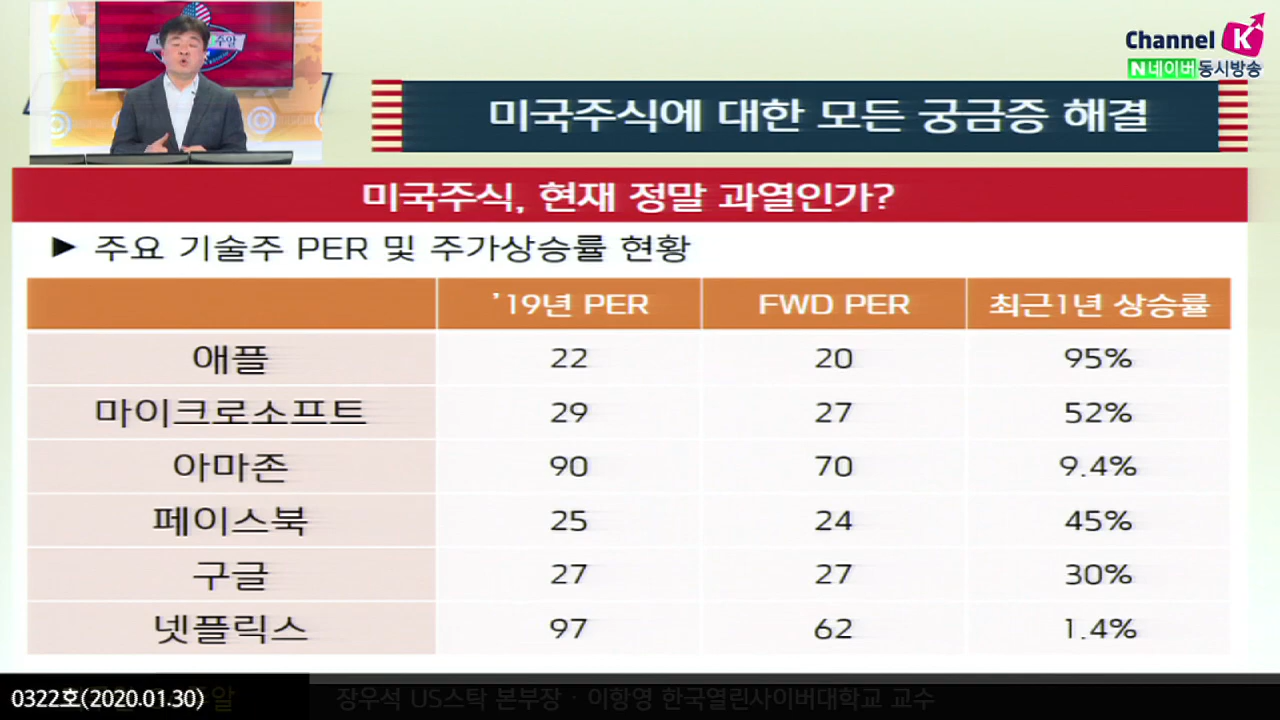 Channel K
N 네이버 동시방송
미국주식에 대한 모든 궁금증 해결
미국주식, 현재 정말 과열인가?
▶ 주요 기술주 PER 및 주가상승률 현황
’19년 PER FWD PER 최근1년 상승률
애플 22 20 95%
마이크로소프트 29 27 52%
아마존 90 70 9.4%
페이스북 25 24 45%
구글 27 27 30%
넷플릭스 97 62 1.4%
0322호(2020.01.30) 알 장우석 US스탁 본부장 · 이항영 한국열린사이버대학교 교수